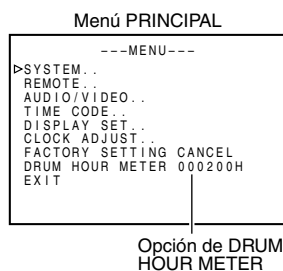 Menú PRINCIPAL
---MENU---
SYSTEM..
REMOTE..
AUDIO/VIDEO..
TIME CODE..
DISPLAY SET..
CLOCK ADJUST..
FACTORY SETTING CANCEL
DRUM HOUR METER 000200H
EXIT
Opción de DRUM
HOUR METER